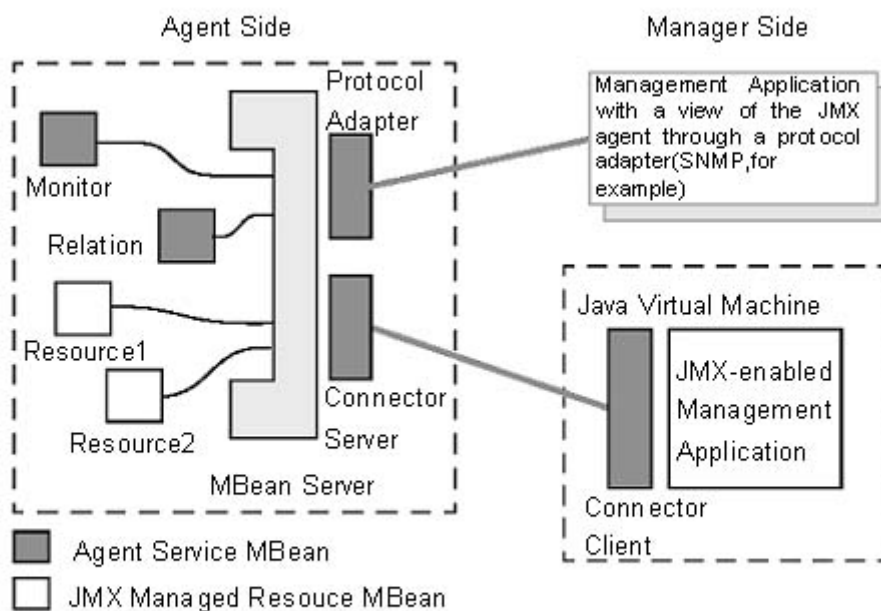 Agent Side
Manager Side
Protocol
Adapter
Management Application
with a view of the JMX
agent through a protocol
adapter(SNMP,for
example)
Monitor
Relation
Resource1
Resource2
Connector
Server
MBean Server
Java Virtual Machine
JMX-enabled
Management
Application
Connector
Client
Agent Service MBean
JMX Managed Resouce MBean